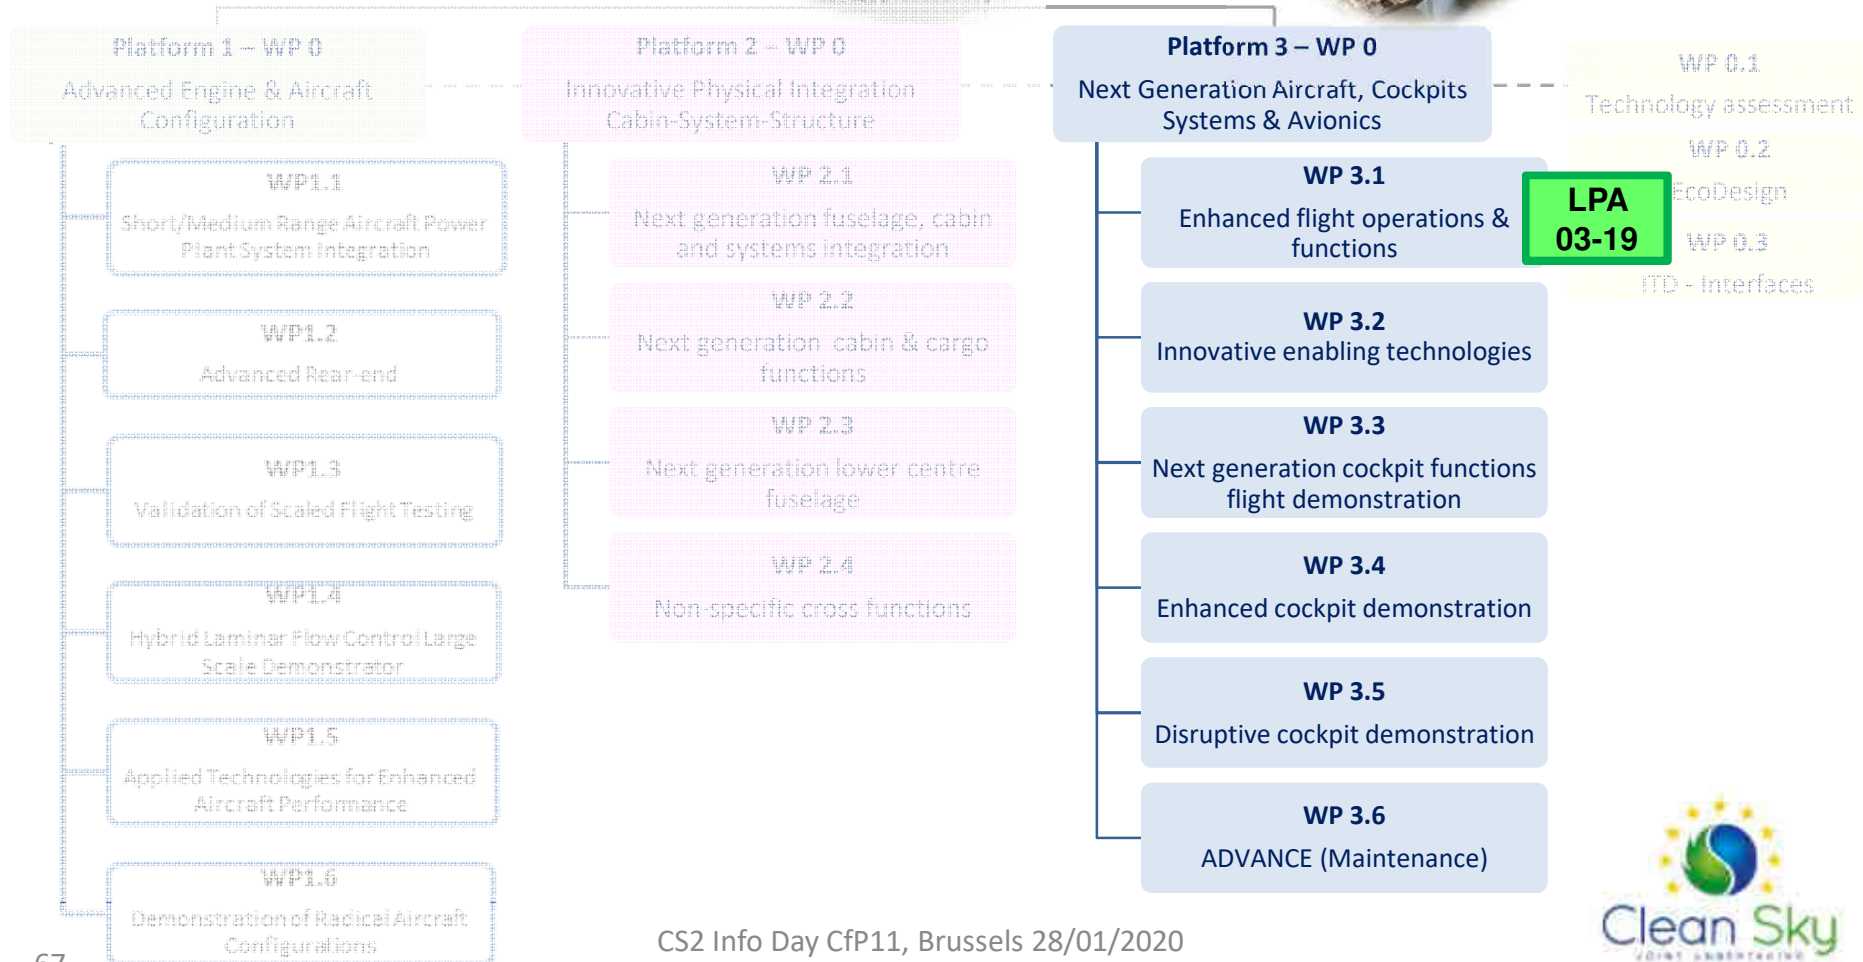 Platform 1 – WP 0
Advanced Engine & Aircraft
Configuration
WP1.1
Short/Medium Range Aircraft Power
Plant System Integration
WP1.2
Advanced Rear-end
WP1.3
Validation of Scaled Flight Testing
WP1.4
Hybrid Laminar Flow Control Large
Scale Demonstrator
WP1.5
Applied Technologies for Enhanced
Aircraft Performance
WP1.6
Demonstration of Radical Aircraft
Configurations
Platform 2 – WP 0
Innovative Physical Integration
Cabin-System-Structure
WP 2.1
Next generation fuselage, cabin
and systems integration
WP 2.2
Next generation cabin & cargo
functions
WP 2.3
Next generation lower centre
fuselage
WP 2.4
Non-specific cross functions
Platform 3 – WP 0
Next Generation Aircraft, Cockpits
Systems & Avionics
WP 3.1
Enhanced flight operations &
functions
LPA
03-19
WP 3.2
Innovative enabling technologies
WP 3.3
Next generation cockpit functions
flight demonstration
WP 3.4
Enhanced cockpit demonstration
WP 3.5
Disruptive cockpit demonstration
WP 3.6
ADVANCE (Maintenance)
WP 0.1
Technology assessment
WP 0.2
EcoDesign
WP 0.3
ITD - Interfaces
67
CS2 Info Day CfP11, Brussels 28/01/2020
Clean Sky
JOINT UNDERTAKING